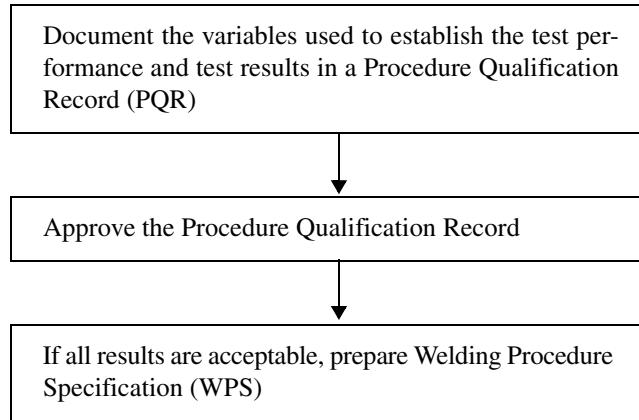 Document the variables used to establish the test per-
formance and test results in a Procedure Qualification
Record (PQR)
Approve the Procedure Qualification Record
If all results are acceptable, prepare Welding Procedure
Specification (WPS)